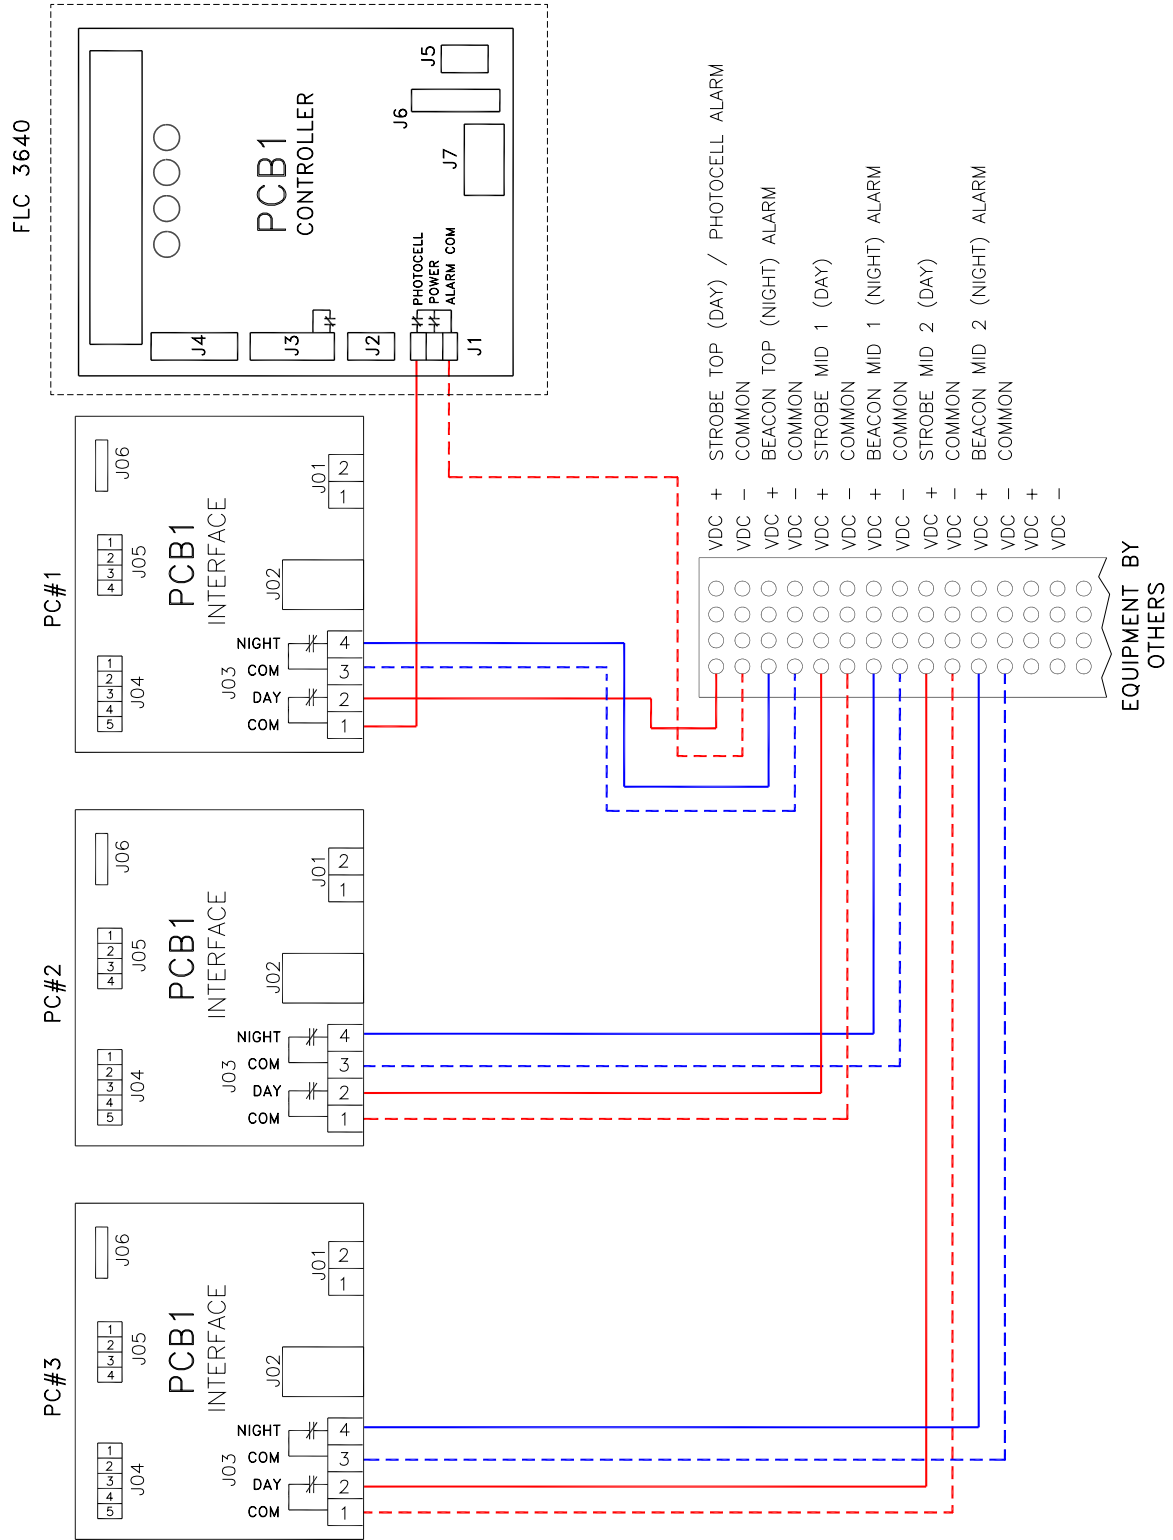 FLC 3640
PCB1
CONTROLLER
J5
J6
J7
J4
J3
J2
J1
PHOTOCELL
POWER
ALARM COM
PC#1
J06
J05
1
2
3
4
J04
1
2
3
4
5
PCB1
INTERFACE
J01
2
1
J02
J03
NIGHT
COM
DAY
COM
4
3
2
1
PC#2
J06
J05
1
2
3
4
J04
1
2
3
4
5
PCB1
INTERFACE
J01
2
1
J02
J03
NIGHT
COM
DAY
COM
4
3
2
1
PC#3
J06
J05
1
2
3
4
J04
1
2
3
4
5
PCB1
INTERFACE
J01
2
1
J02
J03
NIGHT
COM
DAY
COM
4
3
2
1
VDC + STROBE TOP (DAY) / PHOTOCELL ALARM
VDC - COMMON
VDC + BEACON TOP (NIGHT) ALARM
VDC - COMMON
VDC + STROBE MID 1 (DAY)
VDC - COMMON
VDC + BEACON MID 1 (NIGHT) ALARM
VDC - COMMON
VDC + STROBE MID 2 (DAY)
VDC - COMMON
VDC + BEACON MID 2 (NIGHT) ALARM
VDC - COMMON
VDC +
VDC -
EQUIPMENT BY
OTHERS